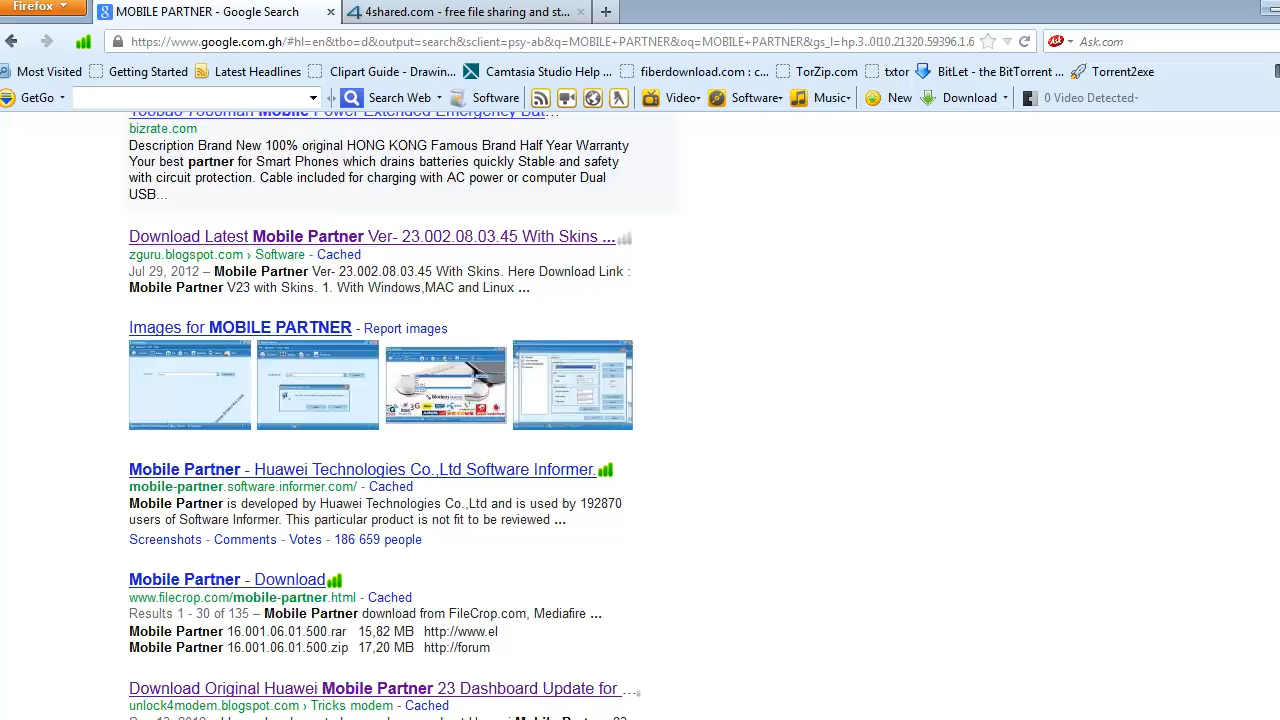 Firefox
MOBILE PARTNER - Google Search
4shared.com - free file sharing and st...
https://www.google.com.gh/#hl=en&tbo=d&output=search&sclient=psy-ab&q=MOBILE+PARTNER&oq=MOBILE+PARTNER&gs_l=hp.3..0l10.21320.59396.1.6
Ask.com
Most Visited Getting Started Latest Headlines Clipart Guide - Drawin... Camtasia Studio Help ... fiberdownload.com : c... TorZip.com txtor BitLet - the BitTorrent ... Torrent2exe
GetGo Search Web Software Video Software Music New Download 0 Video Detected
Mobile Power Extended Emergency Bat...
bizrate.com
Description Brand New 100% original HONG KONG Famous Brand Half Year Warranty
Your best partner for Smart Phones which drains batteries quickly Stable and safety
with circuit protection. Cable included for charging with AC power or computer Dual
USB...
Download Latest Mobile Partner Ver- 23.002.08.03.45 With Skins ...
zguru.blogspot.com › Software - Cached
Jul 29, 2012 – Mobile Partner Ver- 23.002.08.03.45 With Skins. Here Download Link :
Mobile Partner V23 with Skins. 1. With Windows,MAC and Linux ...
Images for MOBILE PARTNER - Report images
Mobile Partner - Huawei Technologies Co.,Ltd Software Informer.
mobile-partner.software.informer.com/ - Cached
Mobile Partner is developed by Huawei Technologies Co.,Ltd and is used by 192870
users of Software Informer. This particular product is not fit to be reviewed ...
Screenshots - Comments - Votes - 186 659 people
Mobile Partner - Download
www.filecrop.com/mobile-partner.html - Cached
Results 1 - 30 of 135 – Mobile Partner download from FileCrop.com, Mediafire ...
Mobile Partner 16.001.06.01.500.rar 15,82 MB http://www.el
Mobile Partner 16.001.06.01.500.zip 17,20 MB http://forum
Download Original Huawei Mobile Partner 23 Dashboard Update for ...
unlock4modem.blogspot.com › Tricks modem - Cached